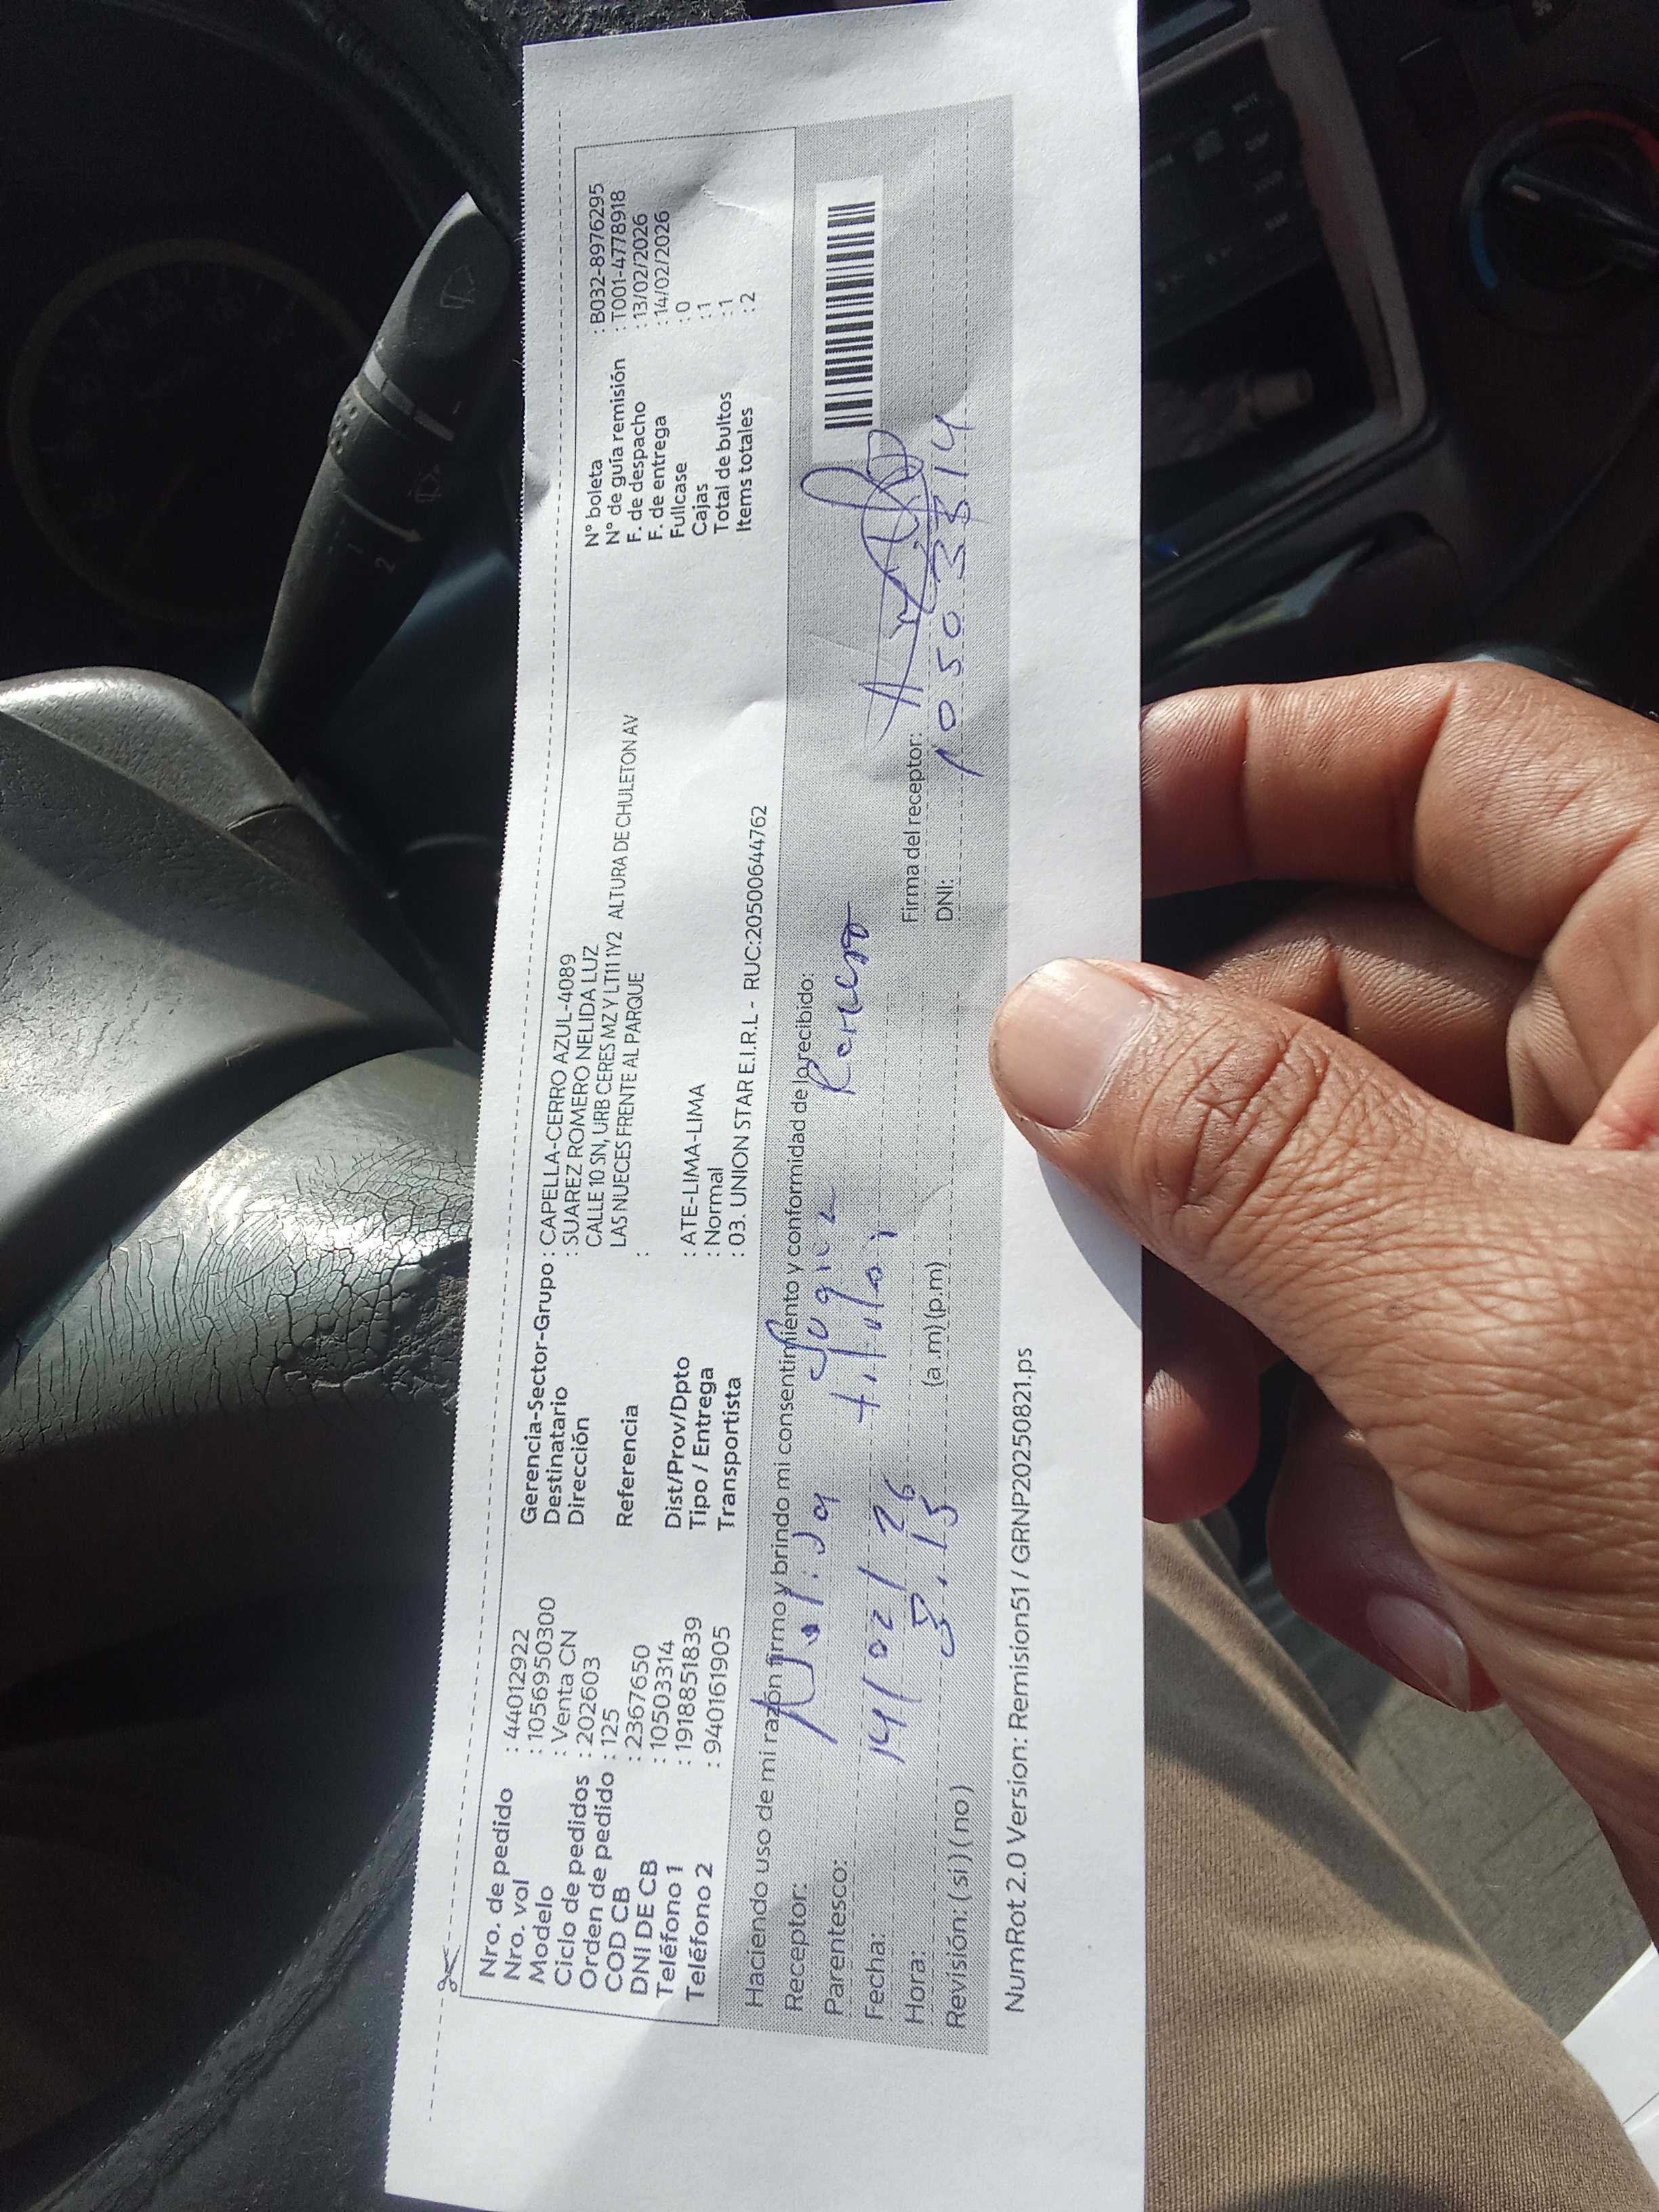 Nro. de pedido : 44012922
Nro. vol : 1056950300
Modelo : Venta CN
Ciclo de pedidos : 202603
Orden de pedido : 125
COD CB : 2367650
DNI DE CB : 10503314
Teléfono 1 : 191885 1839
Teléfono 2 : 940161905
Gerencia-Sector-Grupo : CAPELLA-CERRO AZUL-4089
Destinatario : SUAREZ ROMERO NELIDA LUZ
Dirección CALLE 10 SN, URB CERES MZ Y LT11 1Y2 ALTURA DE CHULETON AV
LAS NUECES FRENTE AL PARQUE
Referencia :
Dist/Prov/Dpto : ATE-LIMA-LIMA
Tipo / Entrega : Normal
Transportista : 03. UNION STAR E.I.R.L - RUC:20500644762
N° boleta : B032-8976295
N° de guía remisión : T001-4778918
F. de despacho : 13/02/2026
F. de entrega : 14/02/2026
Fullcase : 0
Cajas : 1
Total de bultos : 1
Items totales : 2
Haciendo uso de mi razón firmo y brindo mi consentimiento y conformidad de lo recibido:
Receptor:
Parentesco: titular
Fecha: 14/02/26
Hora: 3.15 (a.m) (p.m)
Revisión: (si) (no)
Firma del receptor:
DNI: 10503314
NumRot 2.0 Version: Remision51 / GRNP20250821.ps
2